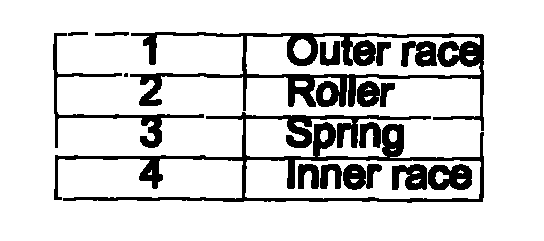 1 Outer race
2 Roller
3 Spring
4 Inner race